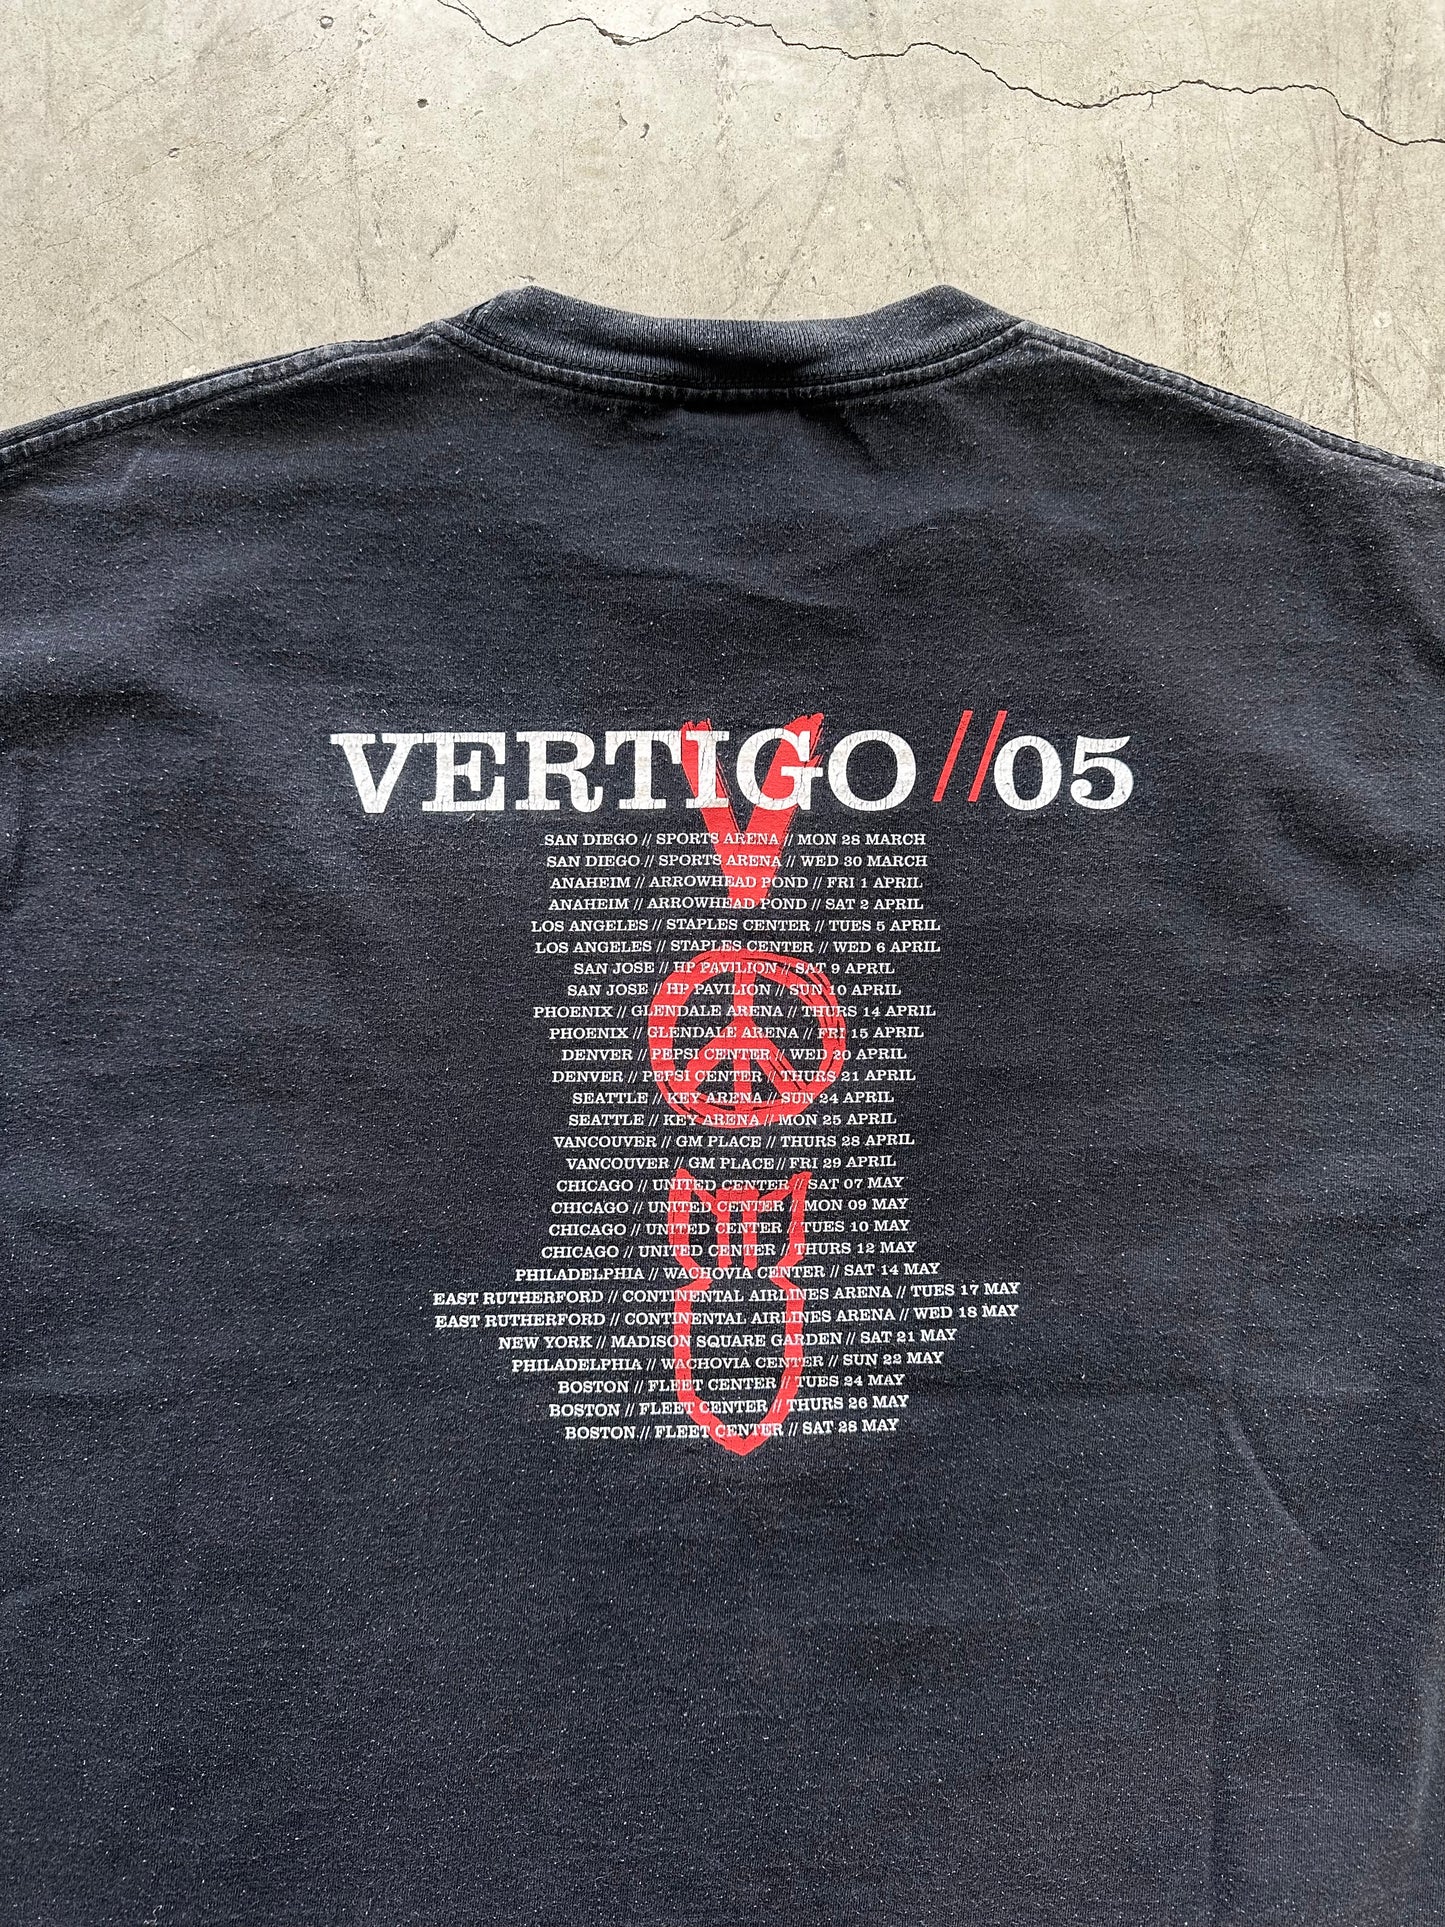 VERTIGO//05
SAN DIEGO // SPORTS ARENA // MON 28 MARCH
SAN DIEGO // SPORTS ARENA // WED 30 MARCH
ANAHEIM // ARROWHEAD POND // FRI 1 APRIL
ANAHEIM // ARROWHEAD POND // SAT 2 APRIL
LOS ANGELES // STAPLES CENTER // TUES 5 APRIL
LOS ANGELES // STAPLES CENTER // WED 6 APRIL
SAN JOSE // HP PAVILION // SAT 9 APRIL
SAN JOSE // HP PAVILION // SUN 10 APRIL
PHOENIX // GLENDALE ARENA // THURS 14 APRIL
PHOENIX // GLENDALE ARENA // FRI 15 APRIL
DENVER // PEPSI CENTER // WED 20 APRIL
DENVER // PEPSI CENTER // THURS 21 APRIL
SEATTLE // KEY ARENA // SUN 24 APRIL
SEATTLE // KEY ARENA // MON 25 APRIL
VANCOUVER // GM PLACE // THURS 28 APRIL
VANCOUVER // GM PLACE // FRI 29 APRIL
CHICAGO // UNITED CENTER // SAT 07 MAY
CHICAGO // UNITED CENTER // MON 09 MAY
CHICAGO // UNITED CENTER // TUES 10 MAY
CHICAGO // UNITED CENTER // THURS 12 MAY
PHILADELPHIA // WACHOVIA CENTER // SAT 14 MAY
EAST RUTHERFORD // CONTINENTAL AIRLINES ARENA // TUES 17 MAY
EAST RUTHERFORD // CONTINENTAL AIRLINES ARENA // WED 18 MAY
NEW YORK // MADISON SQUARE GARDEN // SAT 21 MAY
PHILADELPHIA // WACHOVIA CENTER // SUN 22 MAY
BOSTON // FLEET CENTER // TUES 24 MAY
BOSTON // FLEET CENTER // THURS 26 MAY
BOSTON // FLEET CENTER // SAT 28 MAY